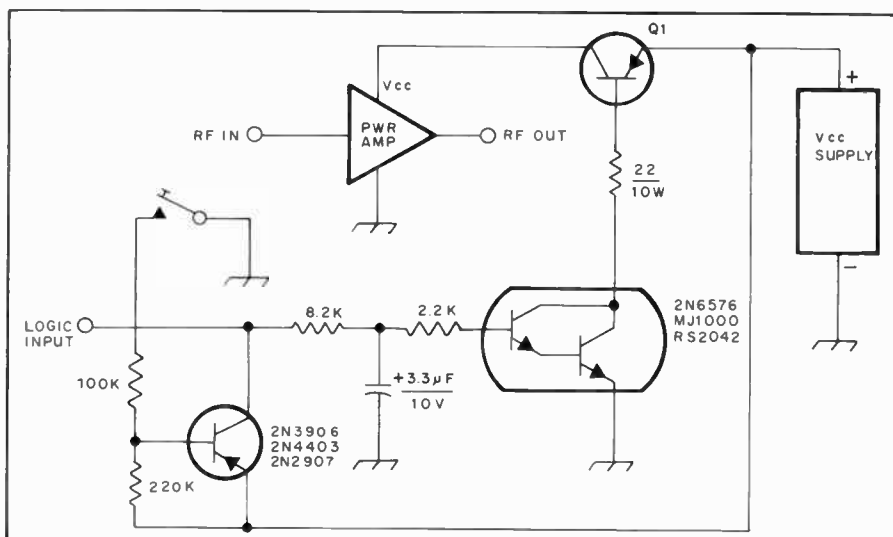 Q1
Vcc
PWR
AMP
RF IN
RF OUT
+
Vcc
SUPPLY
−
22
10W
LOGIC
INPUT
8.2K
2.2K
2N6576
MJ1000
RS2042
100K
+3.3µF
10V
2N3906
2N4403
2N2907
220K